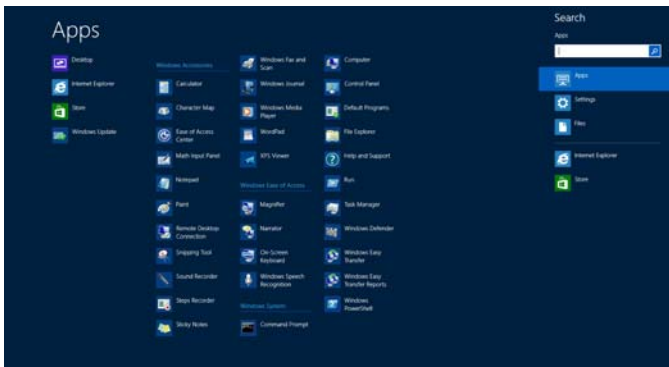 Apps
Desktop
Internet Explorer
Store
Windows Update
Windows Accessories
Calculator
Character Map
Ease of Access
Center
Math Input Panel
Notepad
Paint
Remote Desktop
Connection
Snipping Tool
Sound Recorder
Steps Recorder
Sticky Notes
Windows Fax and
Scan
Windows Journal
Windows Media
Player
WordPad
XPS Viewer
Windows Ease of Access
Magnifier
Narrator
On-Screen
Keyboard
Windows Speech
Recognition
Windows System
Command Prompt
Computer
Control Panel
Default Programs
File Explorer
Help and Support
Run
Task Manager
Windows Defender
Windows Easy
Transfer
Windows Easy
Transfer Reports
Windows
PowerShell
Search
Apps
Apps
Settings
Files
Internet Explorer
Store